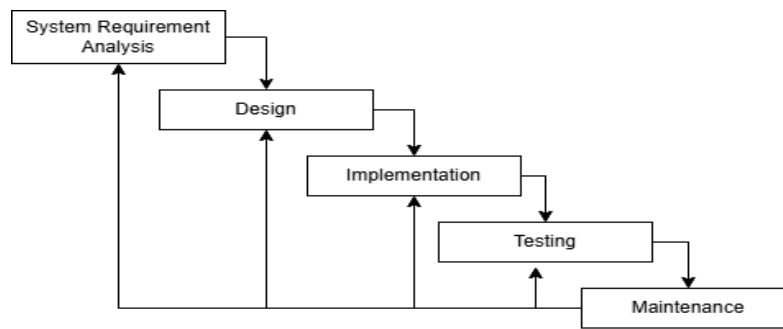 System Requirement
Analysis
Design
Implementation
Testing
Maintenance